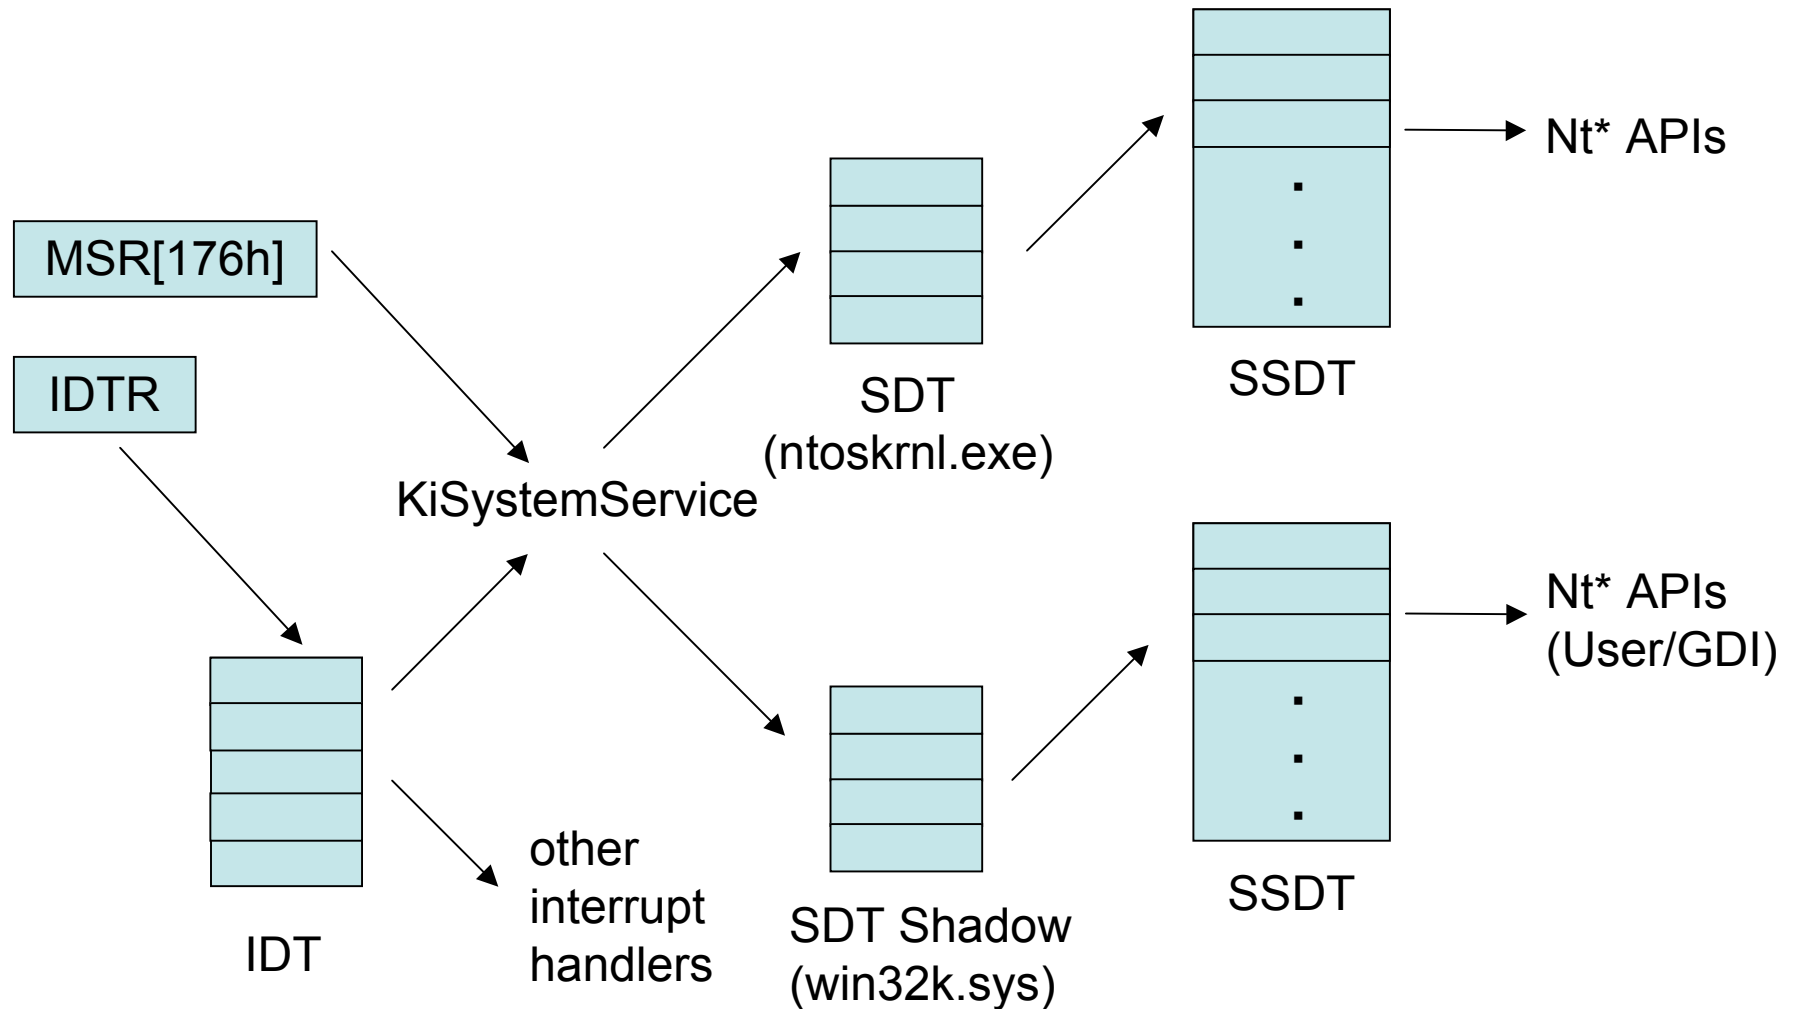 MSR[176h]
IDTR
IDT
KiSystemService
other
interrupt
handlers
SDT
(ntoskrnl.exe)
SDT Shadow
(win32k.sys)
SSDT
Nt* APIs
SSDT
Nt* APIs
(User/GDI)